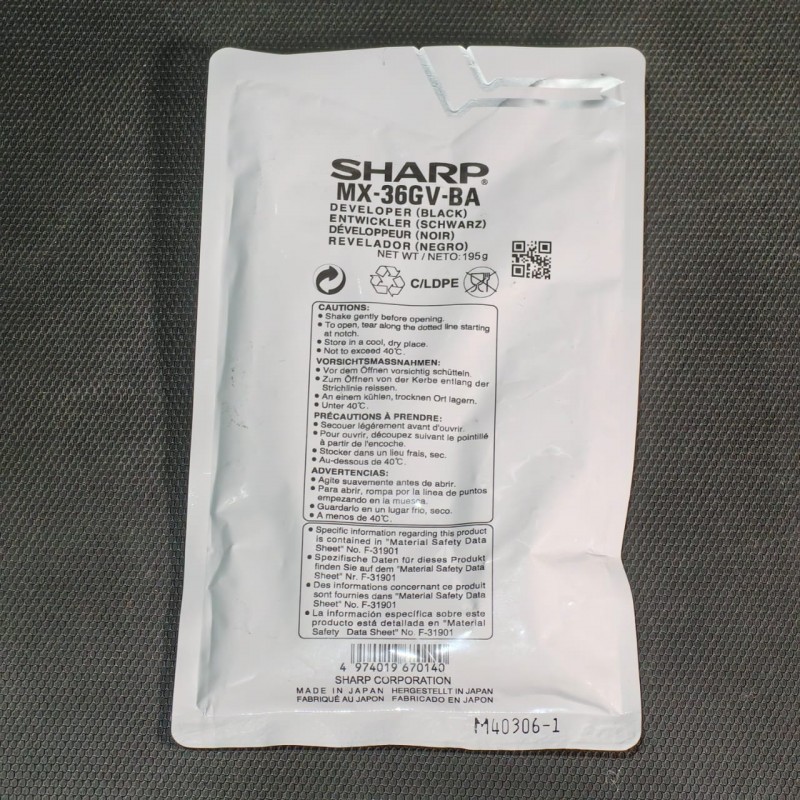 SHARP®
MX-36GV-BA
DEVELOPER (BLACK)
ENTWICKLER (SCHWARZ)
DÉVELOPPEUR (NOIR)
REVELADOR (NEGRO)
NET WT / NETO: 195g
C/LDPE
CAUTIONS:
• Shake gently before opening.
• To open, tear along the dotted line starting
at notch.
• Store in a cool, dry place.
• Not to exceed 40°C.
VORSICHTSMASSNAHMEN:
• Vor dem Öffnen vorsichtig schütteln.
• Zum Öffnen von der Kerbe entlang der
Strichlinie reissen.
• An einem kühlen, trocknen Ort lagern.
• Unter 40°C.
PRÉCAUTIONS À PRENDRE:
• Secouer légèrement avant d'ouvrir.
• Pour ouvrir, découpez suivant le pointillé
à partir de l'encoche.
• Stocker dans un lieu frais, sec.
• Au-dessous de 40°C.
ADVERTENCIAS:
• Agite suavemente antes de abrir.
• Para abrir, rompa por la línea de puntos
empezando en la muesca.
• Guardarlo en un lugar frío, seco.
• A menos de 40°C.
• Specific information regarding this product
is contained in "Material Safety Data
Sheet" No. F-31901
• Spezifische Daten für dieses Produkt
finden Sie auf dem "Material Safety Data
Sheet" Nr. F-31901
• Des informations concernant ce produit
sont fournies dans "Material Safety Data
Sheet" No. F-31901
• La información específica sobre este
producto está detallada en "Material
Safety Data Sheet" No. F-31901
4 974019 670140
SHARP CORPORATION
MADE IN JAPAN HERGESTELLT IN JAPAN
FABRIQUÉ AU JAPON FABRICADO EN JAPON
M40306-1